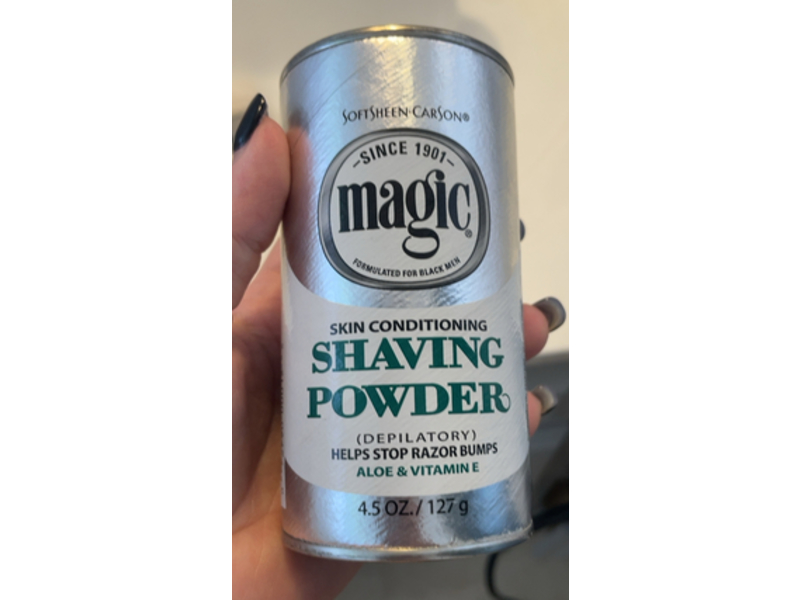 SOFTSHEEN·CARSON®
–SINCE 1901–
magic®
FORMULATED FOR BLACK MEN
SKIN CONDITIONING
SHAVING
POWDER
(DEPILATORY)
HELPS STOP RAZOR BUMPS
ALOE & VITAMIN E
4.5 OZ./ 127 g